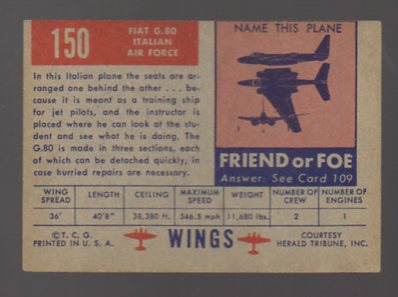 150
FIAT G.80
ITALIAN
AIR FORCE
In this Italian plane the seats are ar-
ranged one behind the other . . . be-
cause it is meant as a training ship
for jet pilots, and the instructor is
placed where he can look at the stu-
dent and see what he is doing. The
G.80 is made in three sections, each
of which can be detached quickly, in
case hurried repairs are necessary.
NAME THIS PLANE
FRIEND or FOE
Answer: See Card 109
WING SPREAD LENGTH CEILING MAXIMUM SPEED WEIGHT NUMBER OF CREW NUMBER OF ENGINES
36' 40'8" 38,380 ft. 546.5 mph 11,680 lbs. 2 1
© T. C. G.
PRINTED IN U. S. A.
WINGS
COURTESY
HERALD TRIBUNE, INC.